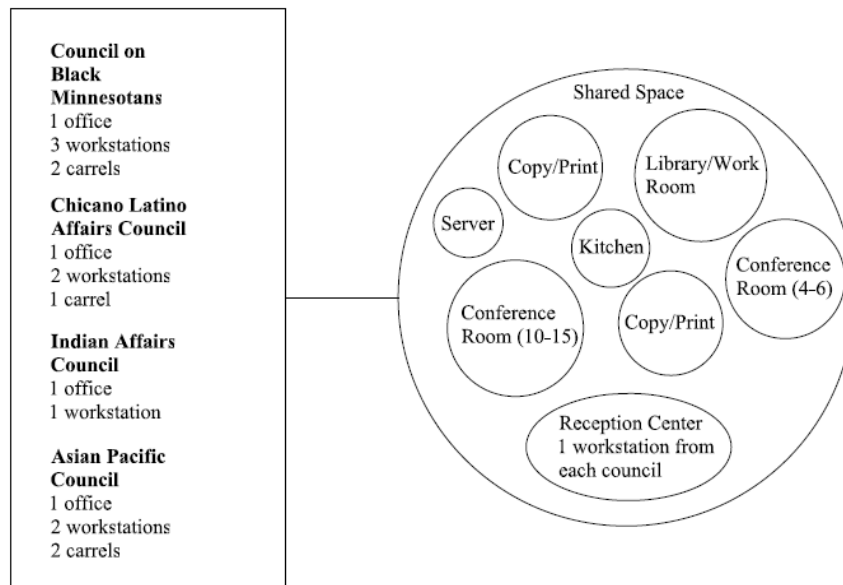 Council on
Black
Minnesotans
1 office
3 workstations
2 carrels
Chicano Latino
Affairs Council
1 office
2 workstations
1 carrel
Indian Affairs
Council
1 office
1 workstation
Asian Pacific
Council
1 office
2 workstations
2 carrels
Shared Space
Copy/Print
Library/Work
Room
Server
Kitchen
Conference
Room (4-6)
Conference
Room (10-15)
Copy/Print
Reception Center
1 workstation from
each council